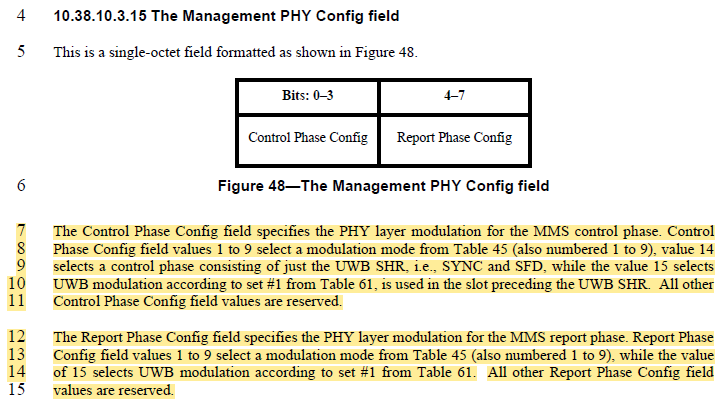 4 10.38.10.3.15 The Management PHY Config field
5 This is a single-octet field formatted as shown in Figure 48.
Bits: 0–3 4–7
Control Phase Config Report Phase Config
6 Figure 48—The Management PHY Config field
7 The Control Phase Config field specifies the PHY layer modulation for the MMS control phase. Control
8 Phase Config field values 1 to 9 select a modulation mode from Table 45 (also numbered 1 to 9), value 14
9 selects a control phase consisting of just the UWB SHR, i.e., SYNC and SFD, while the value 15 selects
10 UWB modulation according to set #1 from Table 61, is used in the slot preceding the UWB SHR. All other
11 Control Phase Config field values are reserved.
12 The Report Phase Config field specifies the PHY layer modulation for the MMS report phase. Report Phase
13 Config field values 1 to 9 select a modulation mode from Table 45 (also numbered 1 to 9), while the value
14 of 15 selects UWB modulation according to set #1 from Table 61. All other Report Phase Config field
15 values are reserved.